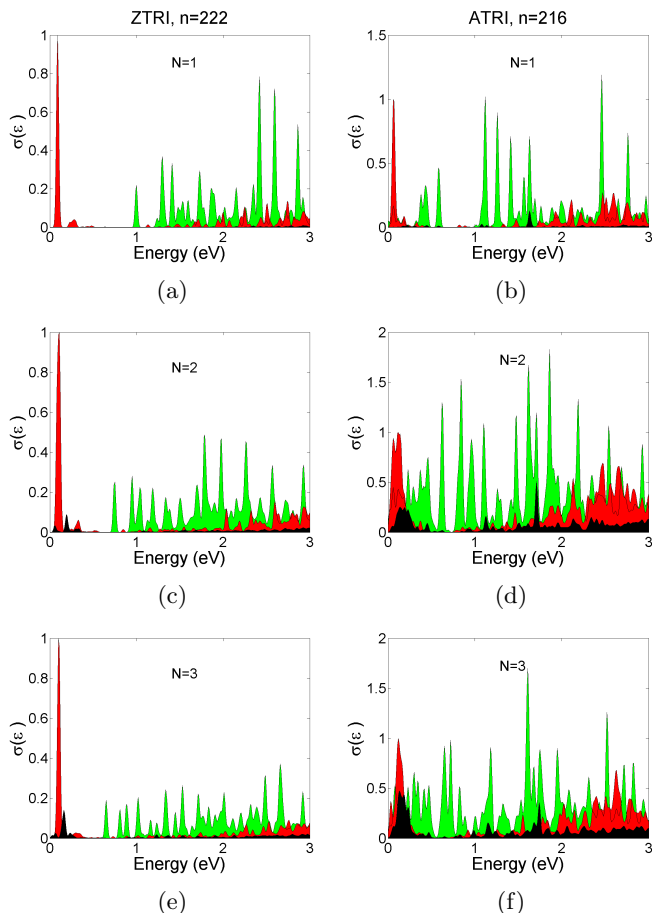 ZTRI, n=222
ATRI, n=216
1
0.8
0.6
0.4
0.2
0
σ(ε )
N=1
0 1 2 3
Energy (eV)
(a)
1.5
1
0.5
0
σ(ε )
N=1
0 1 2 3
Energy (eV)
(b)
1
0.8
0.6
0.4
0.2
0
σ(ε )
N=2
0 1 2 3
Energy (eV)
(c)
2
1.5
1
0.5
0
σ(ε )
N=2
0 1 2 3
Energy (eV)
(d)
1
0.8
0.6
0.4
0.2
0
σ(ε )
N=3
0 1 2 3
Energy (eV)
(e)
2
1.5
1
0.5
0
σ(ε )
N=3
0 1 2 3
Energy (eV)
(f)